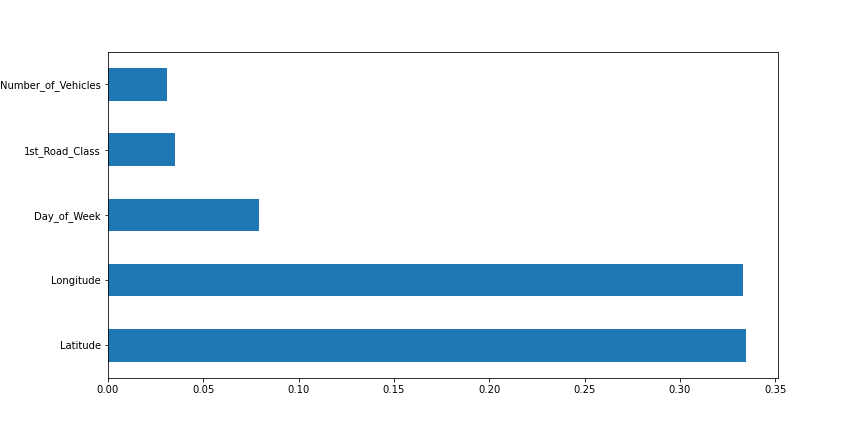 Number_of_Vehicles
1st_Road_Class
Day_of_Week
Longitude
Latitude
0.00 0.05 0.10 0.15 0.20 0.25 0.30 0.35